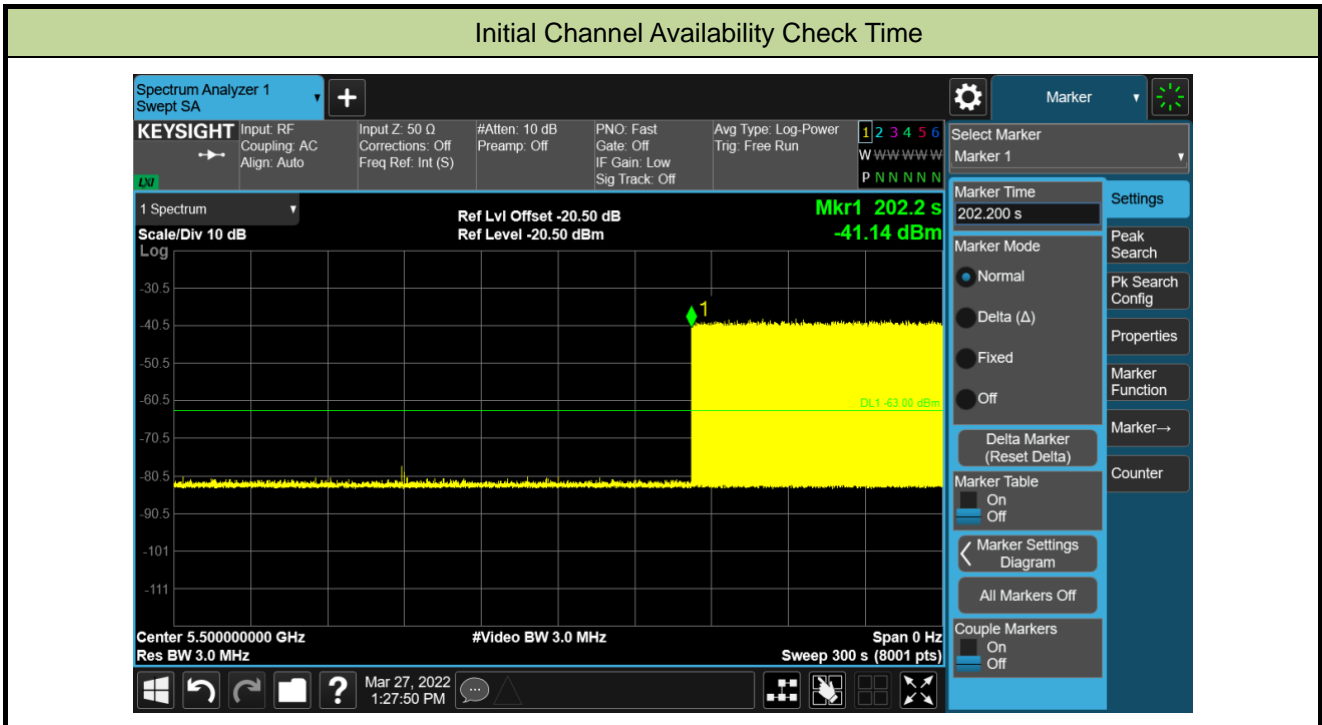 Initial Channel Availability Check Time
Spectrum Analyzer 1
Swept SA
+
Marker
KEYSIGHT
LXI
Input: RF
Coupling: AC
Align: Auto
Input Z: 50 Ω
Corrections: Off
Freq Ref: Int (S)
#Atten: 10 dB
Preamp: Off
PNO: Fast
Gate: Off
IF Gain: Low
Sig Track: Off
Avg Type: Log-Power
Trig: Free Run
1 2 3 4 5 6
W W W W W W
P N N N N N
Select Marker
Marker 1
1 Spectrum
Scale/Div 10 dB
Log
Ref Lvl Offset -20.50 dB
Ref Level -20.50 dBm
Mkr1 202.2 s
-41.14 dBm
-30.5
-40.5
-50.5
-60.5
-70.5
-80.5
-90.5
-101
-111
1
DL1 -63.00 dBm
Center 5.500000000 GHz
Res BW 3.0 MHz
#Video BW 3.0 MHz
Span 0 Hz
Sweep 300 s (8001 pts)
Marker Time
202.200 s
Marker Mode
Normal
Delta (Δ)
Fixed
Off
Delta Marker
(Reset Delta)
Marker Table
On
Off
Marker Settings
Diagram
All Markers Off
Couple Markers
On
Off
Settings
Peak
Search
Pk Search
Config
Properties
Marker
Function
Marker→
Counter
?
Mar 27, 2022
1:27:50 PM